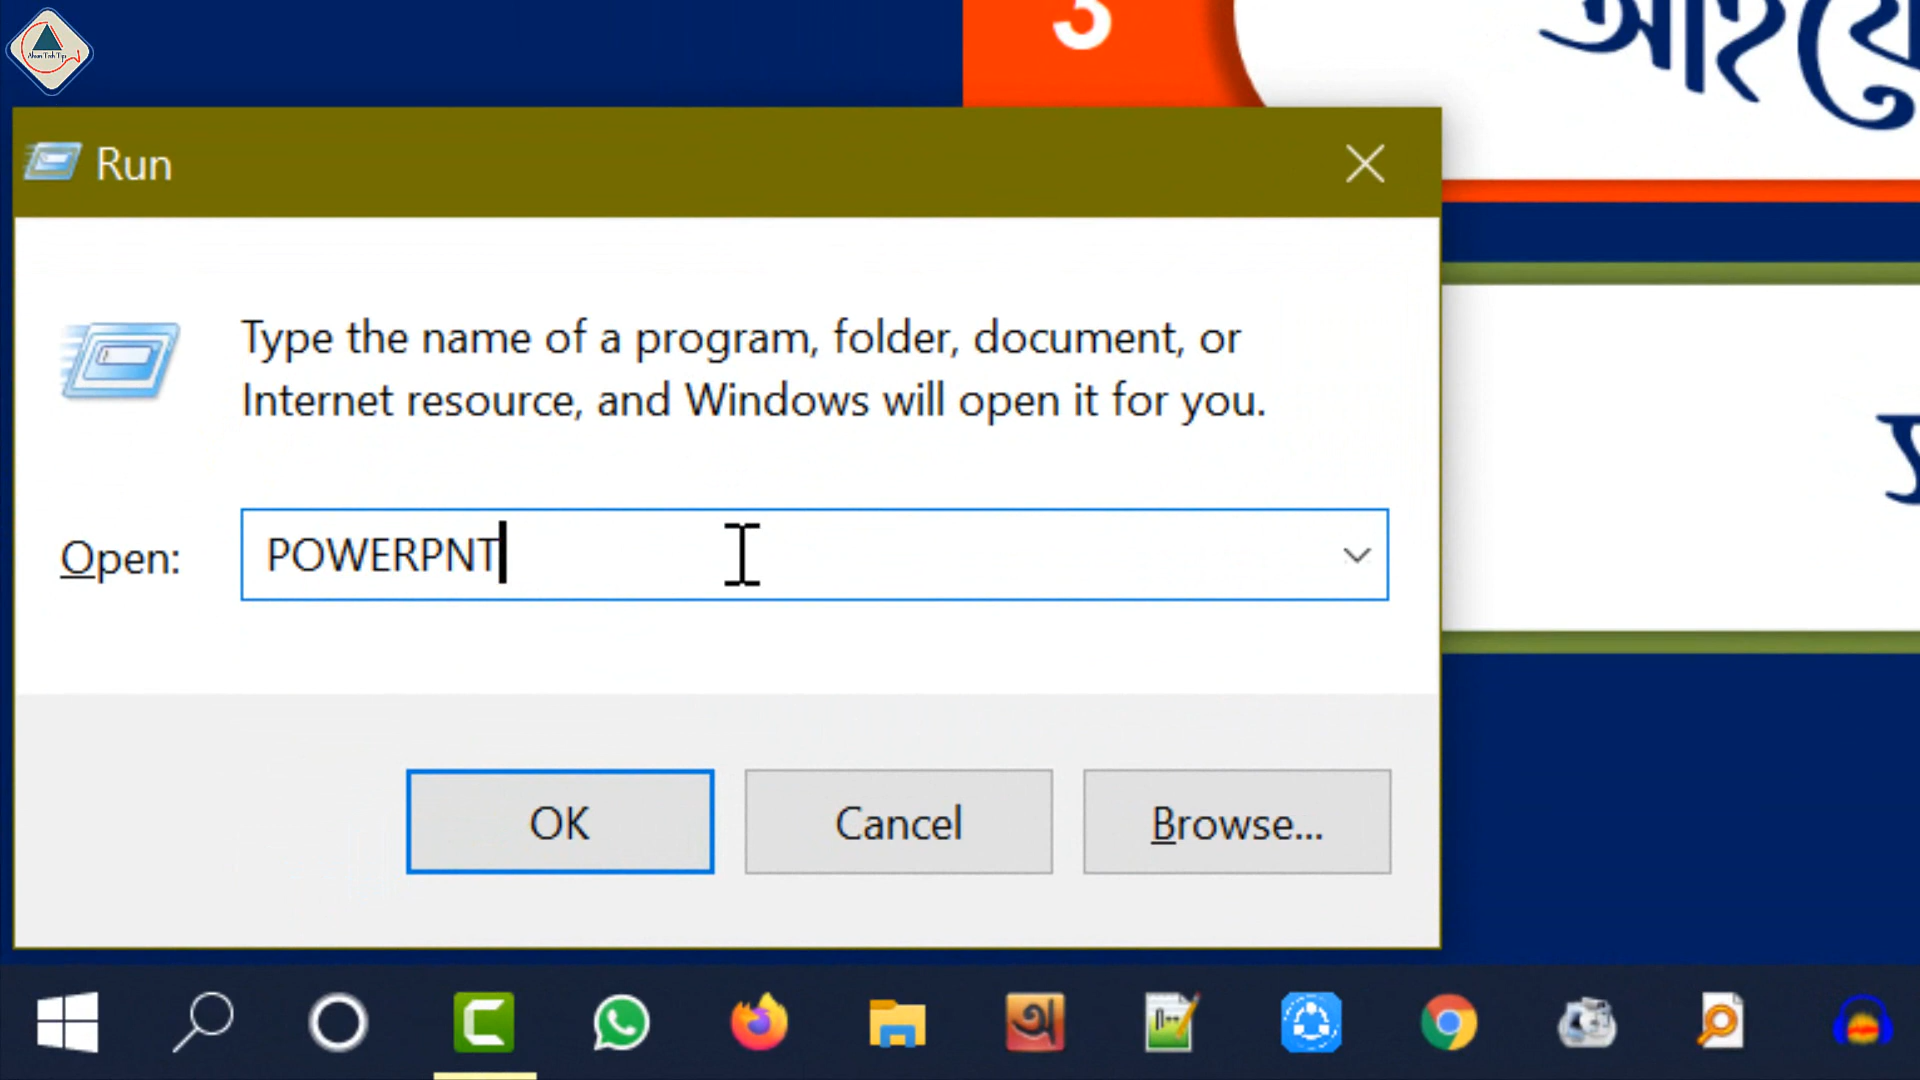 3
Run
Type the name of a program, folder, document, or
Internet resource, and Windows will open it for you.
Open:
POWERPNT
OK
Cancel
Browse...